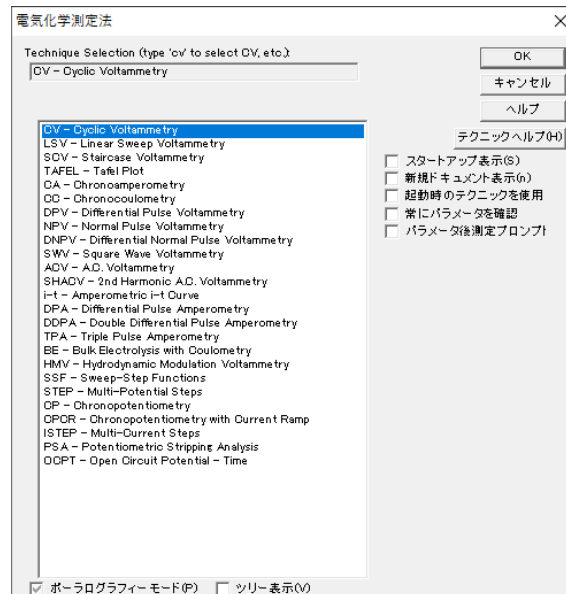 電気化学測定法
Technique Selection (type 'cv' to select CV, etc.):
CV - Cyclic Voltammetry
OK
キャンセル
ヘルプ
テクニックヘルプ(H)
CV - Cyclic Voltammetry
LSV - Linear Sweep Voltammetry
SCV - Staircase Voltammetry
TAFEL - Tafel Plot
CA - Chronoamperometry
CC - Chronocoulometry
DPV - Differential Pulse Voltammetry
NPV - Normal Pulse Voltammetry
DNPV - Differential Normal Pulse Voltammetry
SWV - Square Wave Voltammetry
ACV - A.C. Voltammetry
SHACV - 2nd Harmonic A.C. Voltammetry
i-t - Amperometric i-t Curve
DPA - Differential Pulse Amperometry
DDPA - Double Differential Pulse Amperometry
TPA - Triple Pulse Amperometry
BE - Bulk Electrolysis with Coulometry
HMV - Hydrodynamic Modulation Voltammetry
SSF - Sweep-Step Functions
STEP - Multi-Potential Steps
CP - Chronopotentiometry
CPCR - Chronopotentiometry with Current Ramp
ISTEP - Multi-Current Steps
PSA - Potentiometric Stripping Analysis
OCPT - Open Circuit Potential - Time
スタートアップ表示(S)
新規ドキュメント表示(n)
起動時のテクニックを使用
常にパラメータを確認
パラメータ後測定プロンプト
ポーラログラフィーモード(P)
ツリー表示(V)